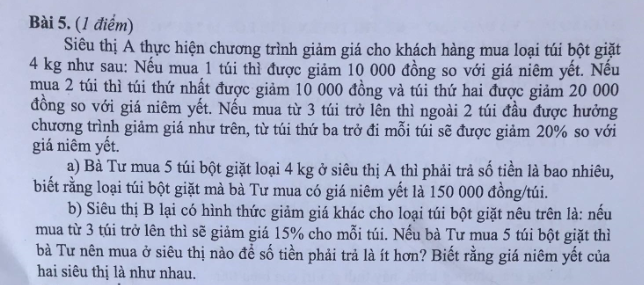 Bài 5. (1 điểm)
Siêu thị A thực hiện chương trình giảm giá cho khách hàng mua loại túi bột giặt
4 kg như sau: Nếu mua 1 túi thì được giảm 10 000 đồng so với giá niêm yết. Nếu
mua 2 túi thì túi thứ nhất được giảm 10 000 đồng và túi thứ hai được giảm 20 000
đồng so với giá niêm yết. Nếu mua từ 3 túi trở lên thì ngoài 2 túi đầu được hưởng
chương trình giảm giá như trên, từ túi thứ ba trở đi mỗi túi sẽ được giảm 20% so với
giá niêm yết.
a) Bà Tư mua 5 túi bột giặt loại 4 kg ở siêu thị A thì phải trả số tiền là bao nhiêu,
biết rằng loại túi bột giặt mà bà Tư mua có giá niêm yết là 150 000 đồng/túi.
b) Siêu thị B lại có hình thức giảm giá khác cho loại túi bột giặt nêu trên là: nếu
mua từ 3 túi trở lên thì sẽ giảm giá 15% cho mỗi túi. Nếu bà Tư mua 5 túi bột giặt thì
bà Tư nên mua ở siêu thị nào để số tiền phải trả là ít hơn? Biết rằng giá niêm yết của
hai siêu thị là như nhau.